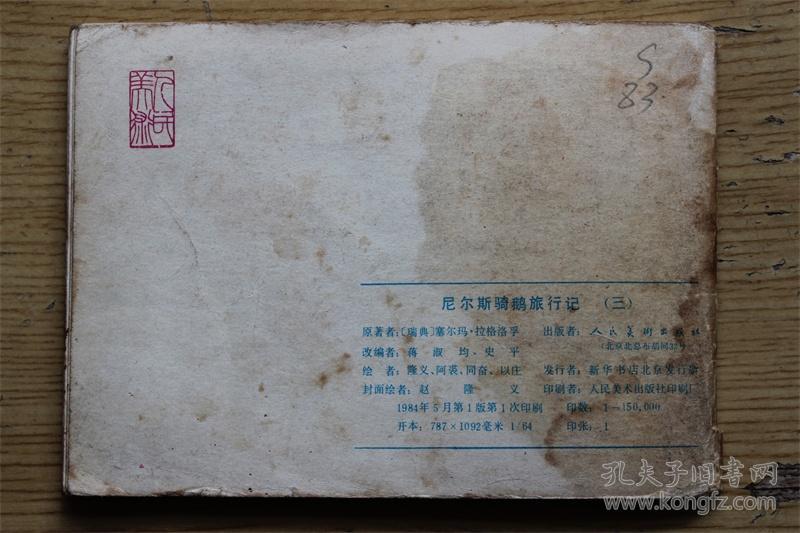 人民美术
S
83
尼尔斯骑鹅旅行记 (三)
原著者：〔瑞典〕塞尔玛·拉格洛孚 出版者：人民美術出版社
(北京北总布胡同32号)
改编者：蒋淑均、史平
绘者：隆义、阿裘、同奋、以庄 发行者：新华书店北京发行所
封面绘者：赵隆义 印刷者：人民美术出版社印刷厂
1984年5月第1版第1次印刷 印数：1—150,000
开本：787×1092毫米 1/64 印张：1
孔夫子旧书网
www.kongfz.com